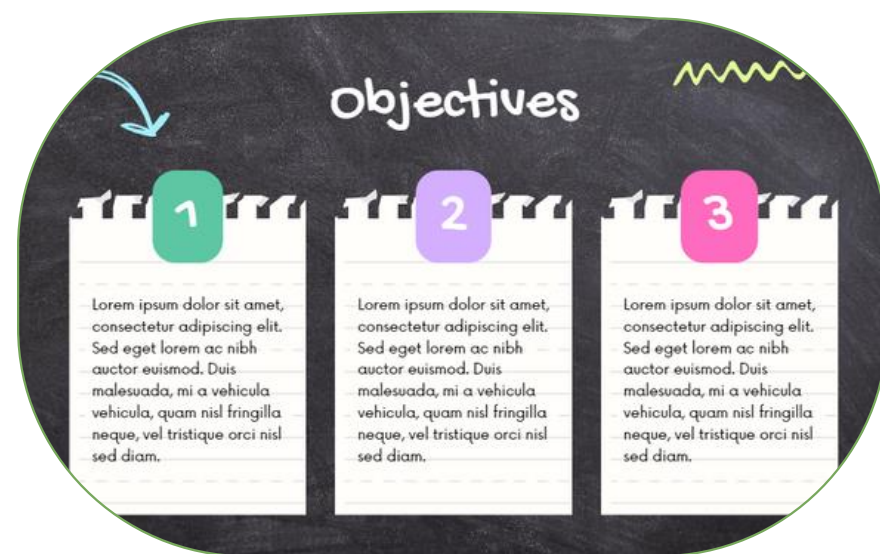 Objectives
1
Lorem ipsum dolor sit amet,
consectetur adipiscing elit.
Sed eget lorem ac nibh
auctor euismod. Duis
malesuada, mi a vehicula
vehicula, quam nisl fringilla
neque, vel tristique orci nisl
sed diam.
2
Lorem ipsum dolor sit amet,
consectetur adipiscing elit.
Sed eget lorem ac nibh
auctor euismod. Duis
malesuada, mi a vehicula
vehicula, quam nisl fringilla
neque, vel tristique orci nisl
sed diam.
3
Lorem ipsum dolor sit amet,
consectetur adipiscing elit.
Sed eget lorem ac nibh
auctor euismod. Duis
malesuada, mi a vehicula
vehicula, quam nisl fringilla
neque, vel tristique orci nisl
sed diam.